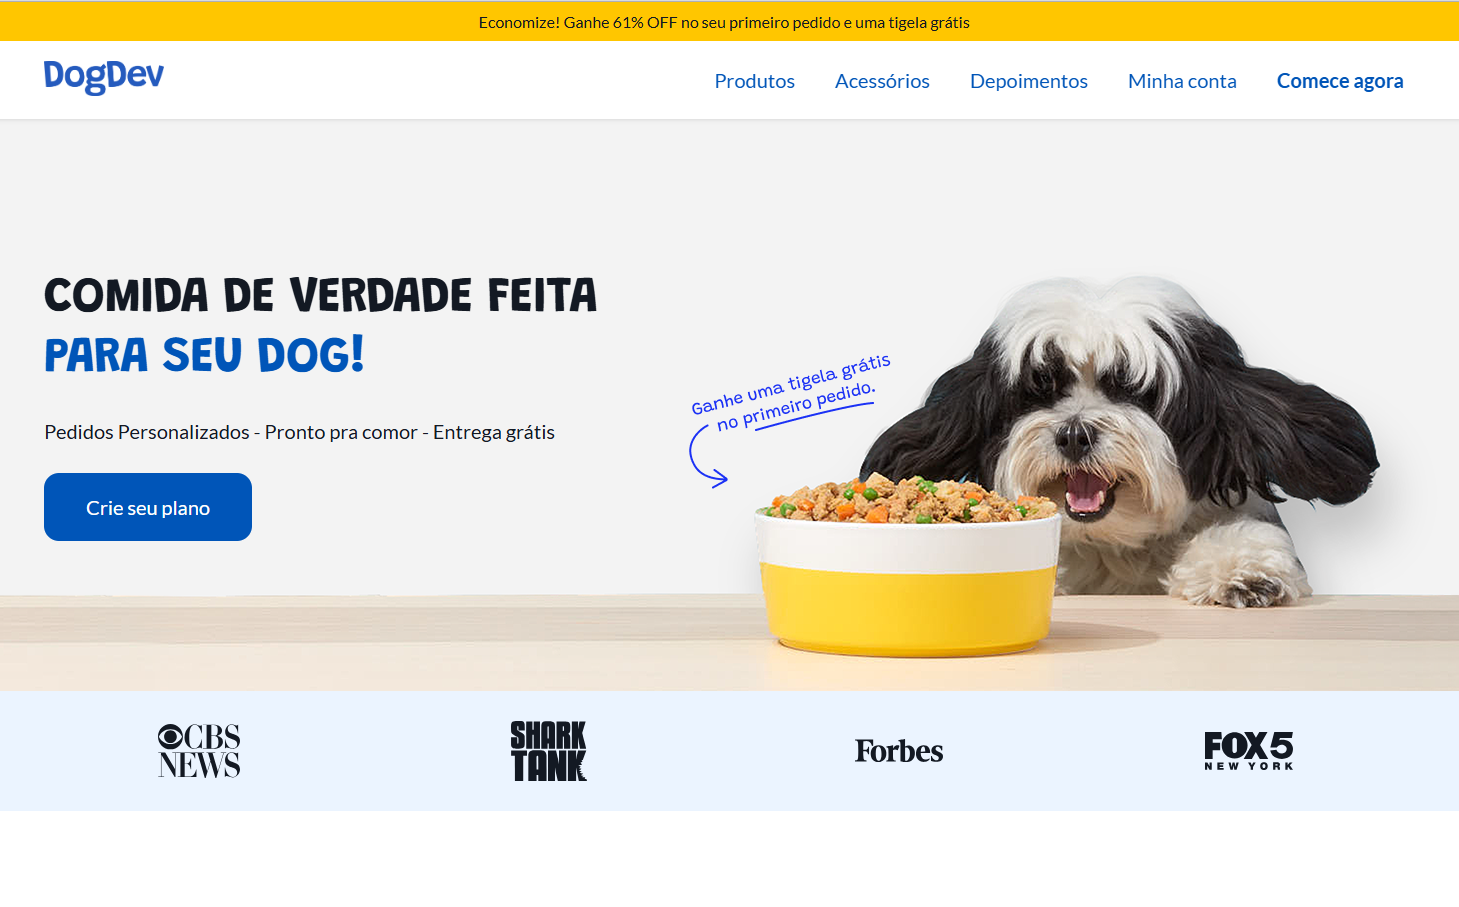 Economize! Ganhe 61% OFF no seu primeiro pedido e uma tigela grátis
DogDev
Produtos
Acessórios
Depoimentos
Minha conta
Comece agora
COMIDA DE VERDADE FEITA
PARA SEU DOG!
Ganhe uma tigela grátis
no primeiro pedido.
Pedidos Personalizados - Pronto pra comor - Entrega grátis
Crie seu plano
CBS
NEWS
SHARK
TANK
Forbes
FOX 5
NEW YORK